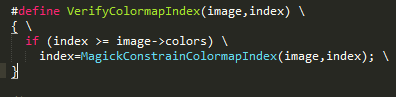 #define VerifyColormapIndex(image,index) \
{ \
if (index >= image->colors) \
index=MagickConstrainColormapIndex(image,index); \
}